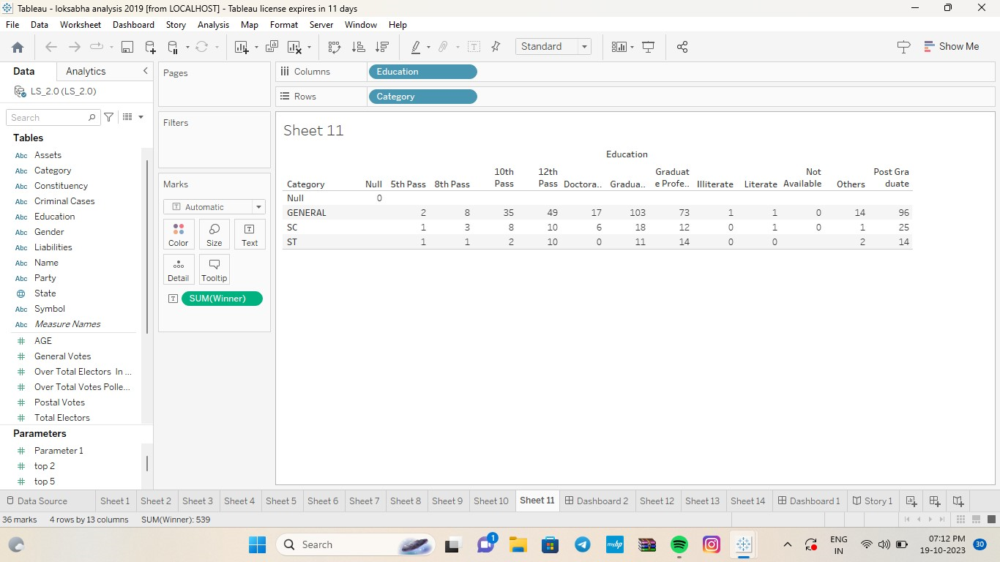 Tableau - loksabha analysis 2019 [from LOCALHOST] - Tableau license expires in 11 days
File Data Worksheet Dashboard Story Analysis Map Format Server Window Help
Standard
Show Me
Data Analytics
LS_2.0 (LS_2.0)
Search
Tables
Abc Assets
Abc Category
Abc Constituency
Abc Criminal Cases
Abc Education
Abc Gender
Abc Liabilities
Abc Name
Abc Party
State
Abc Symbol
Abc Measure Names
# AGE
# General Votes
# Over Total Electors In ...
# Over Total Votes Polle...
# Postal Votes
# Total Electors
Parameters
# Parameter 1
# top 2
# top 5
Pages
Filters
Marks
T Automatic
Color Size Text
Detail Tooltip
T SUM(Winner)
Columns Education
Rows Category
Sheet 11
Education
10th 12th Graduat Not Post Gra
Category Null 5th Pass 8th Pass Pass Pass Doctora.. Gradua.. e Profe.. Illiterate Literate Available Others duate
Null 0
GENERAL 2 8 35 49 17 103 73 1 1 0 14 96
SC 1 3 8 10 6 18 12 0 1 0 1 25
ST 1 1 2 10 0 11 14 0 0 2 14
Data Source Sheet 1 Sheet 2 Sheet 3 Sheet 4 Sheet 5 Sheet 6 Sheet 7 Sheet 8 Sheet 9 Sheet 10 Sheet 11 Dashboard 2 Sheet 12 Sheet 13 Sheet 14 Dashboard 1 Story 1
36 marks 4 rows by 13 columns SUM(Winner): 539
Search
1
myhp
ENG
IN
07:12 PM
19-10-2023
30